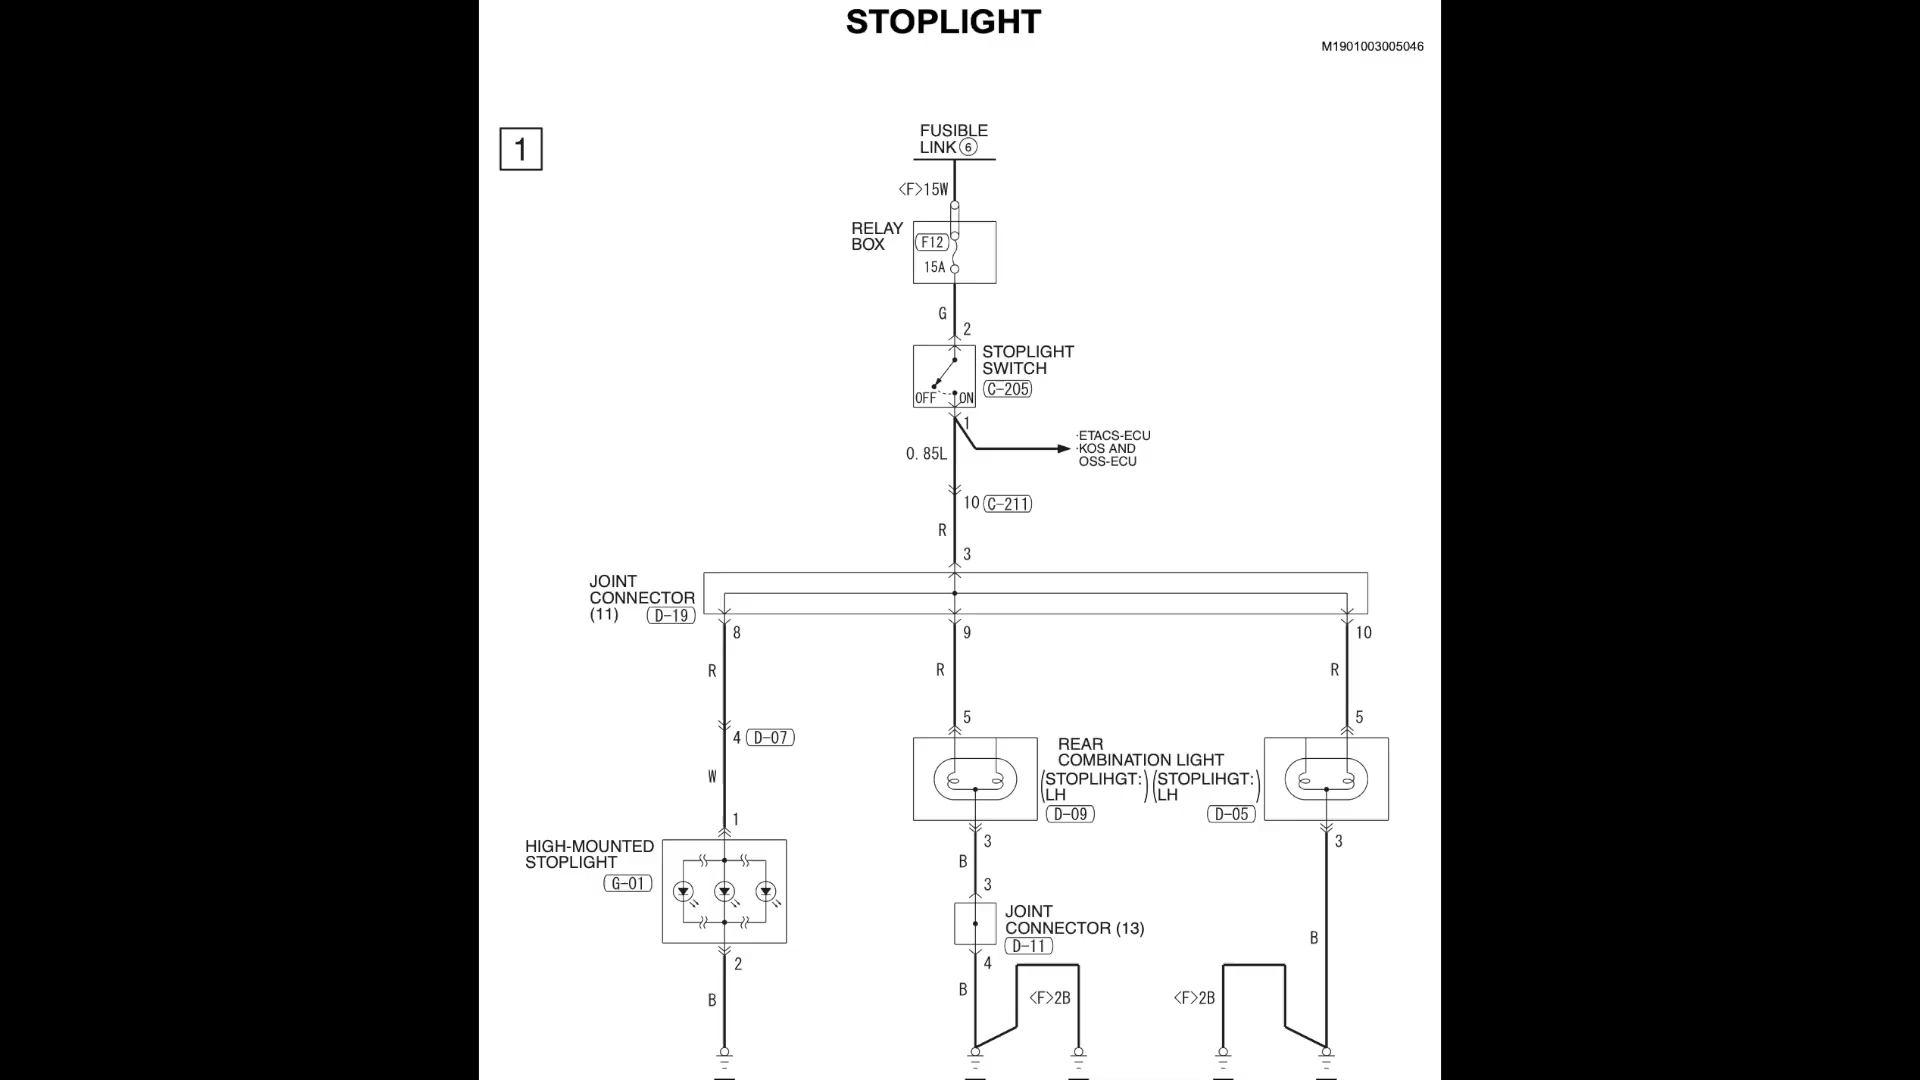 STOPLIGHT
M1901003005046
1
FUSIBLE
LINK 6
<F>15W
RELAY
BOX
F12
15A
G
2
STOPLIGHT
SWITCH
C-205
OFF
ON
1
·ETACS-ECU
·KOS AND
OSS-ECU
0.85L
10 C-211
R
3
JOINT
CONNECTOR
(11) D-19
8
9
10
R
R
R
4 D-07
5
5
W
REAR
COMBINATION LIGHT
(STOPLIHGT:
LH)
(STOPLIHGT:
LH)
D-09
D-05
1
HIGH-MOUNTED
STOPLIGHT
G-01
3
B
3
3
JOINT
CONNECTOR (13)
D-11
B
2
4
B
B
<F>2B
<F>2B